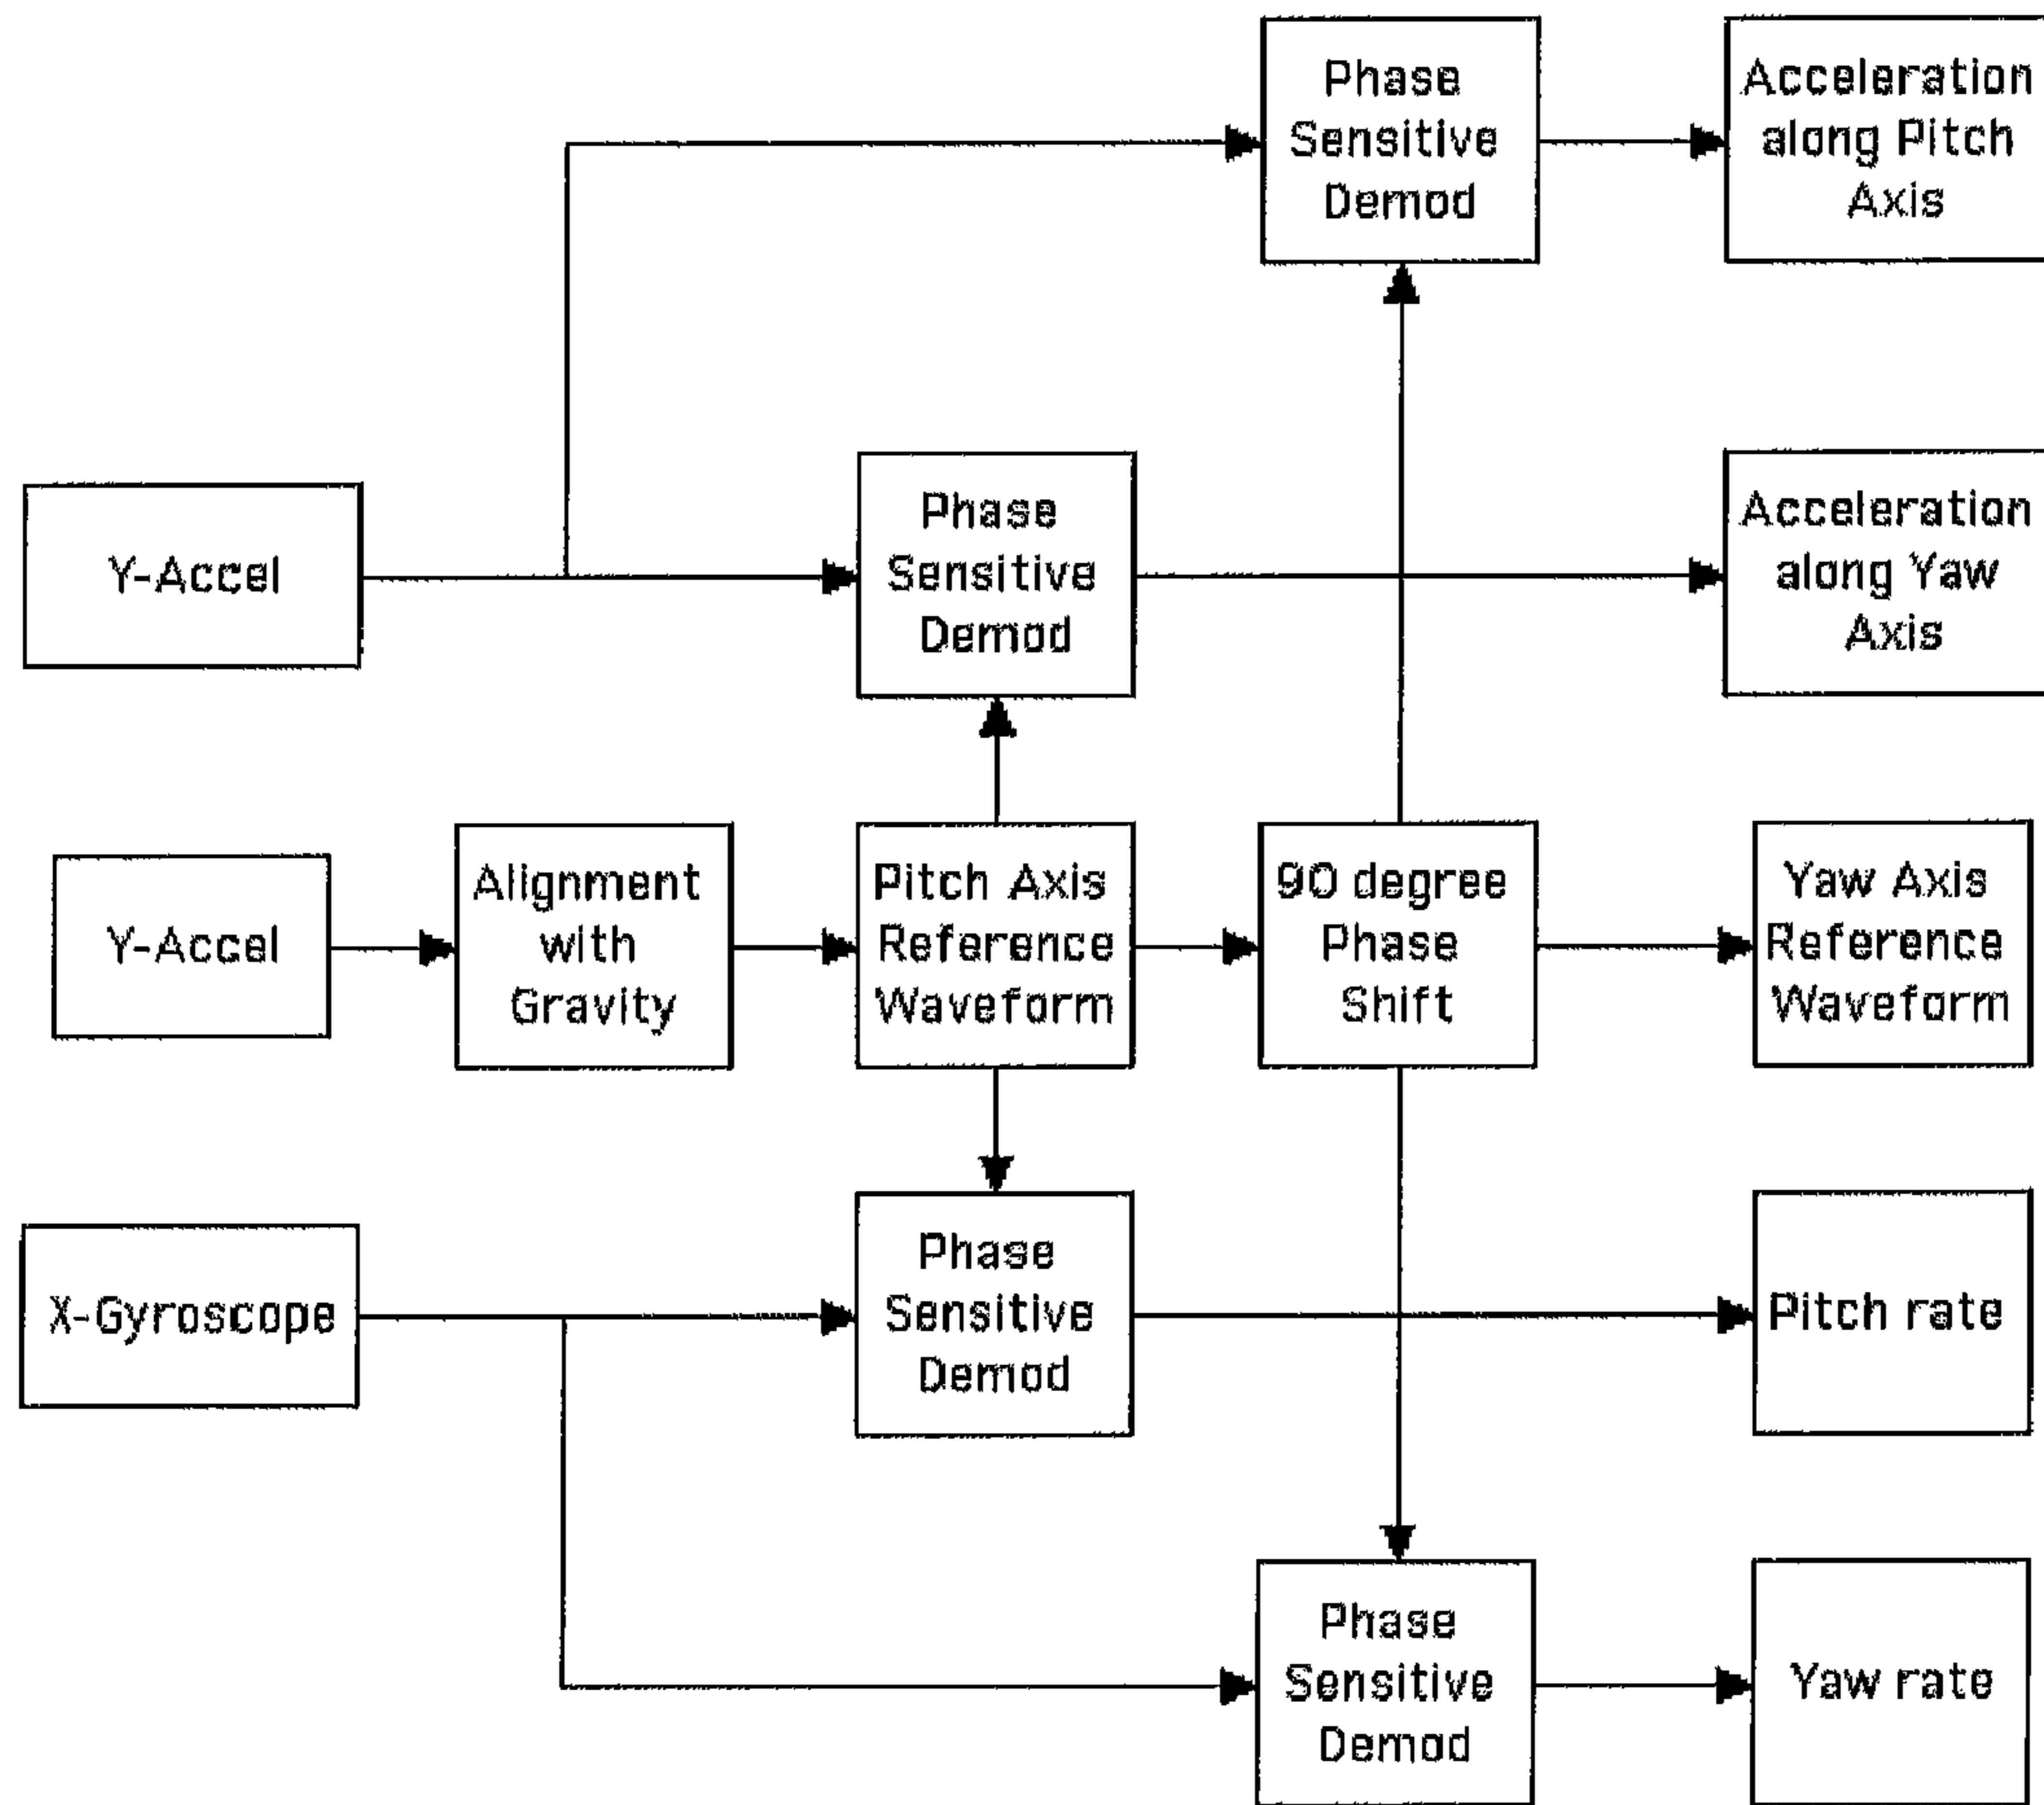 Phase
Sensitive
Demod
Acceleration
along Pitch
Axis
Y-Accel
Phase
Sensitive
Demod
Acceleration
along Yaw
Axis
Y-Accel
Alignment
with
Gravity
Pitch Axis
Reference
Waveform
90 degree
Phase
Shift
Yaw Axis
Reference
Waveform
X-Gyroscope
Phase
Sensitive
Demod
Pitch rate
Phase
Sensitive
Demod
Yaw rate